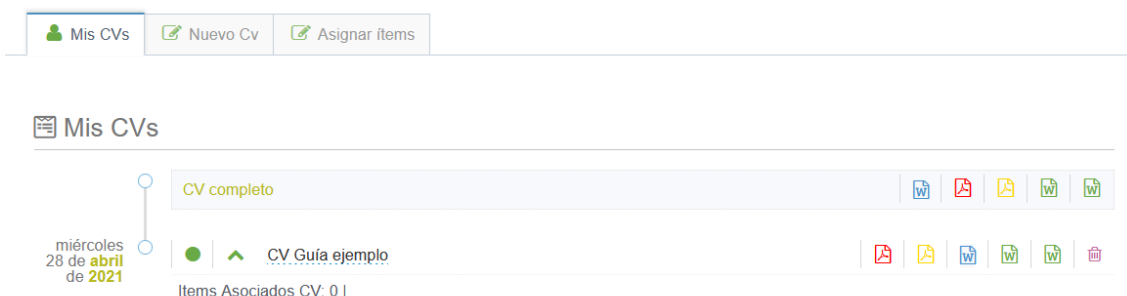 Mis CVs
Nuevo Cv
Asignar ítems
Mis CVs
CV completo
miércoles
28 de abril
de 2021
CV Guía ejemplo
Items Asociados CV: 0 |